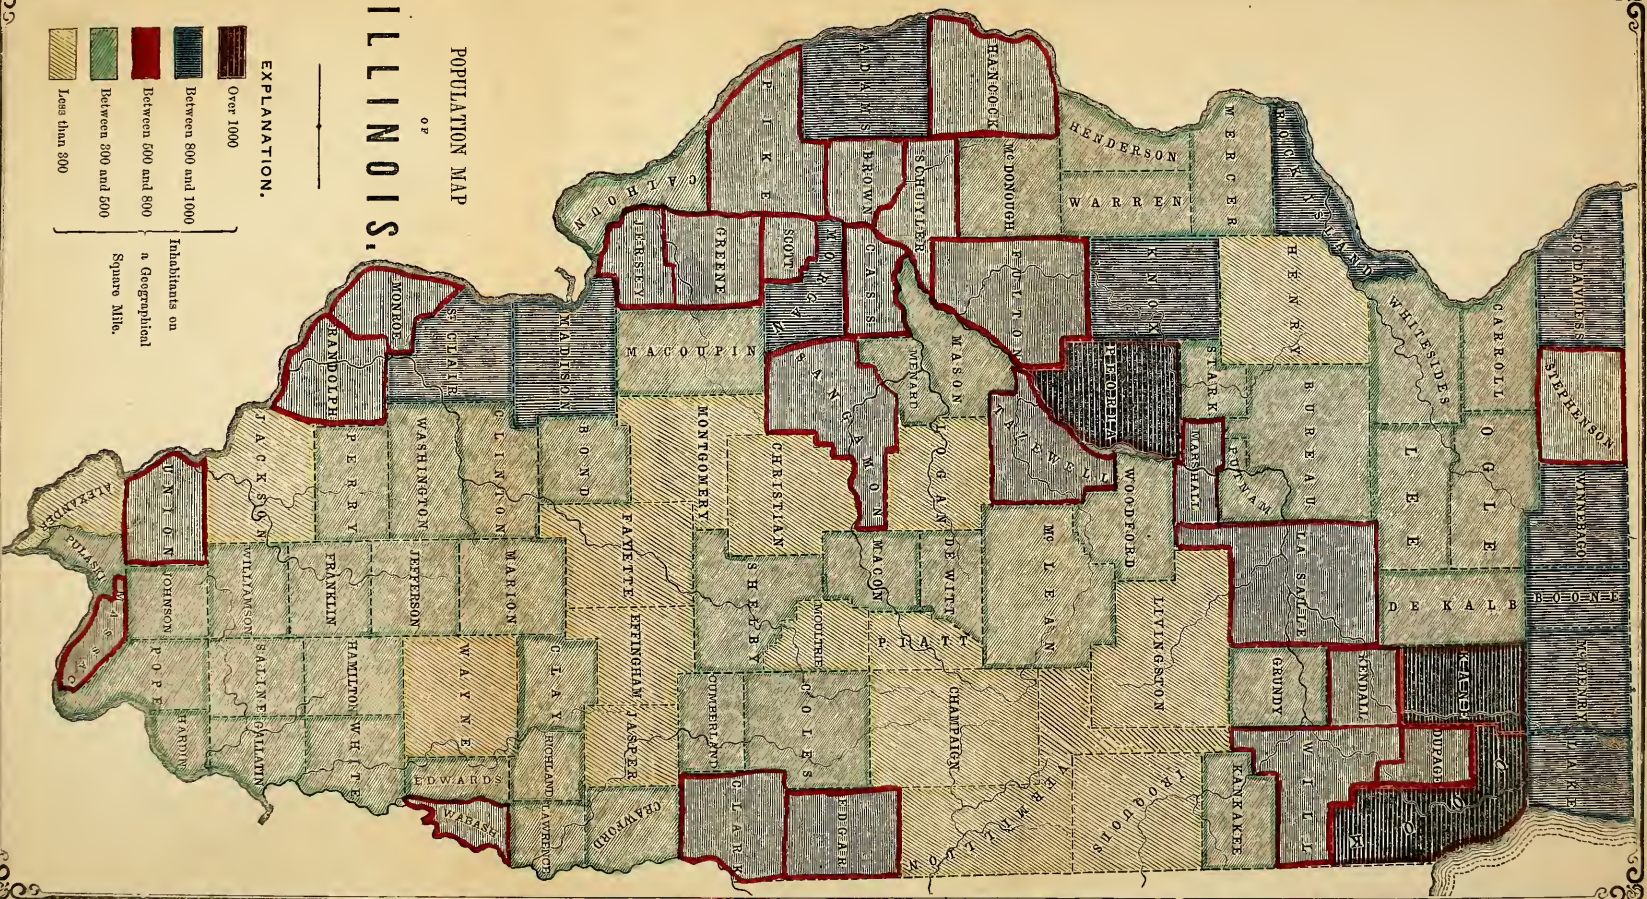 POPULATION MAP
OF
ILLINOIS.
EXPLANATION.
Over 1000
Between 800 and 1000
Between 500 and 800
Between 300 and 500
Less than 300
Inhabitants on
a Geographical
Square Mile.
JO DAVIESS
STEPHENSON
WINNEBAGO
BOONE
McHENRY
LAKE
CARROLL
OGLE
WHITESIDES
LEE
DE KALB
KANE
COOK
DUPAGE
ROCK ISLAND
HENRY
BUREAU
LA SALLE
KENDALL
GRUNDY
WILL
KANKAKEE
MERCER
HENDERSON
WARREN
KNOX
STARK
PUTNAM
MARSHALL
PEORIA
WOODFORD
LIVINGSTON
IROQUOIS
HANCOCK
McDONOUGH
FULTON
TAZEWELL
McLEAN
ADAMS
SCHUYLER
BROWN
CASS
MASON
MENARD
LOGAN
DE WITT
PIATT
CHAMPAIGN
VERMILLION
PIKE
SCOTT
MORGAN
SANGAMON
MACON
MOULTRIE
CHRISTIAN
SHELBY
COLES
EDGAR
CLARK
CUMBERLAND
CALHOUN
GREENE
JERSEY
MACOUPIN
MONTGOMERY
FAYETTE
EFFINGHAM
JASPER
CRAWFORD
MADISON
BOND
CLINTON
MARION
CLAY
RICHLAND
LAWRENCE
ST CLAIR
MONROE
RANDOLPH
WASHINGTON
JEFFERSON
WAYNE
EDWARDS
WABASH
PERRY
FRANKLIN
HAMILTON
WHITE
JACKSON
WILLIAMSON
SALINE
GALLATIN
UNION
JOHNSON
POPE
HARDIN
ALEXANDER
PULASKI
MASSAC